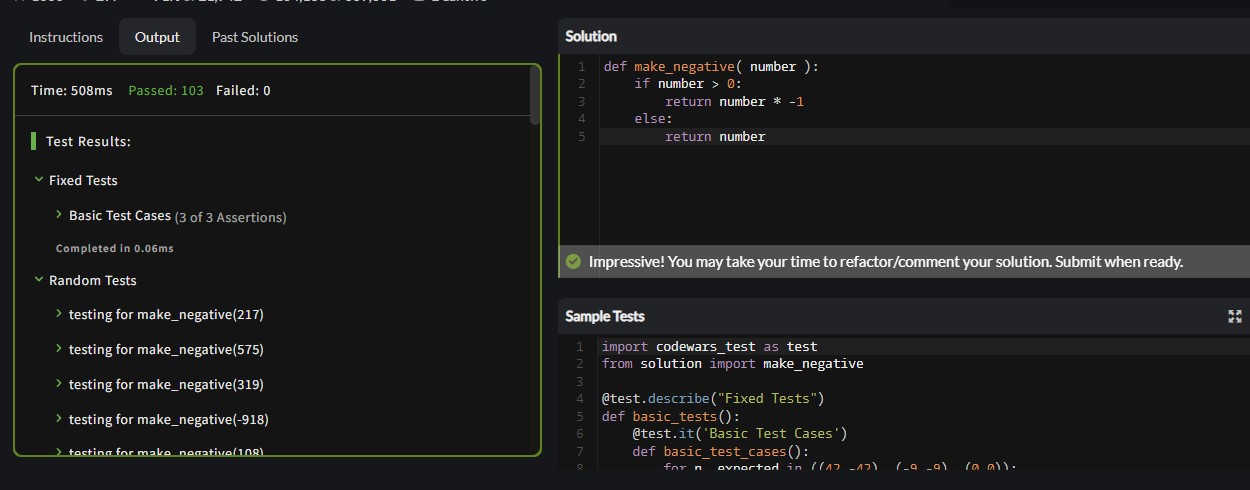 Instructions
Output
Past Solutions
Time: 508ms Passed: 103 Failed: 0
Test Results:
Fixed Tests
Basic Test Cases (3 of 3 Assertions)
Completed in 0.06ms
Random Tests
testing for make_negative(217)
testing for make_negative(575)
testing for make_negative(319)
testing for make_negative(-918)
testing for make_negative(108)
Solution
1 def make_negative( number ):
2 if number > 0:
3 return number * -1
4 else:
5 return number
Impressive! You may take your time to refactor/comment your solution. Submit when ready.
Sample Tests
1 import codewars_test as test
2 from solution import make_negative
3
4 @test.describe("Fixed Tests")
5 def basic_tests():
6 @test.it('Basic Test Cases')
7 def basic_test_cases():
8 for n, expected in ((42,-42), (-9,-9), (0,0)):